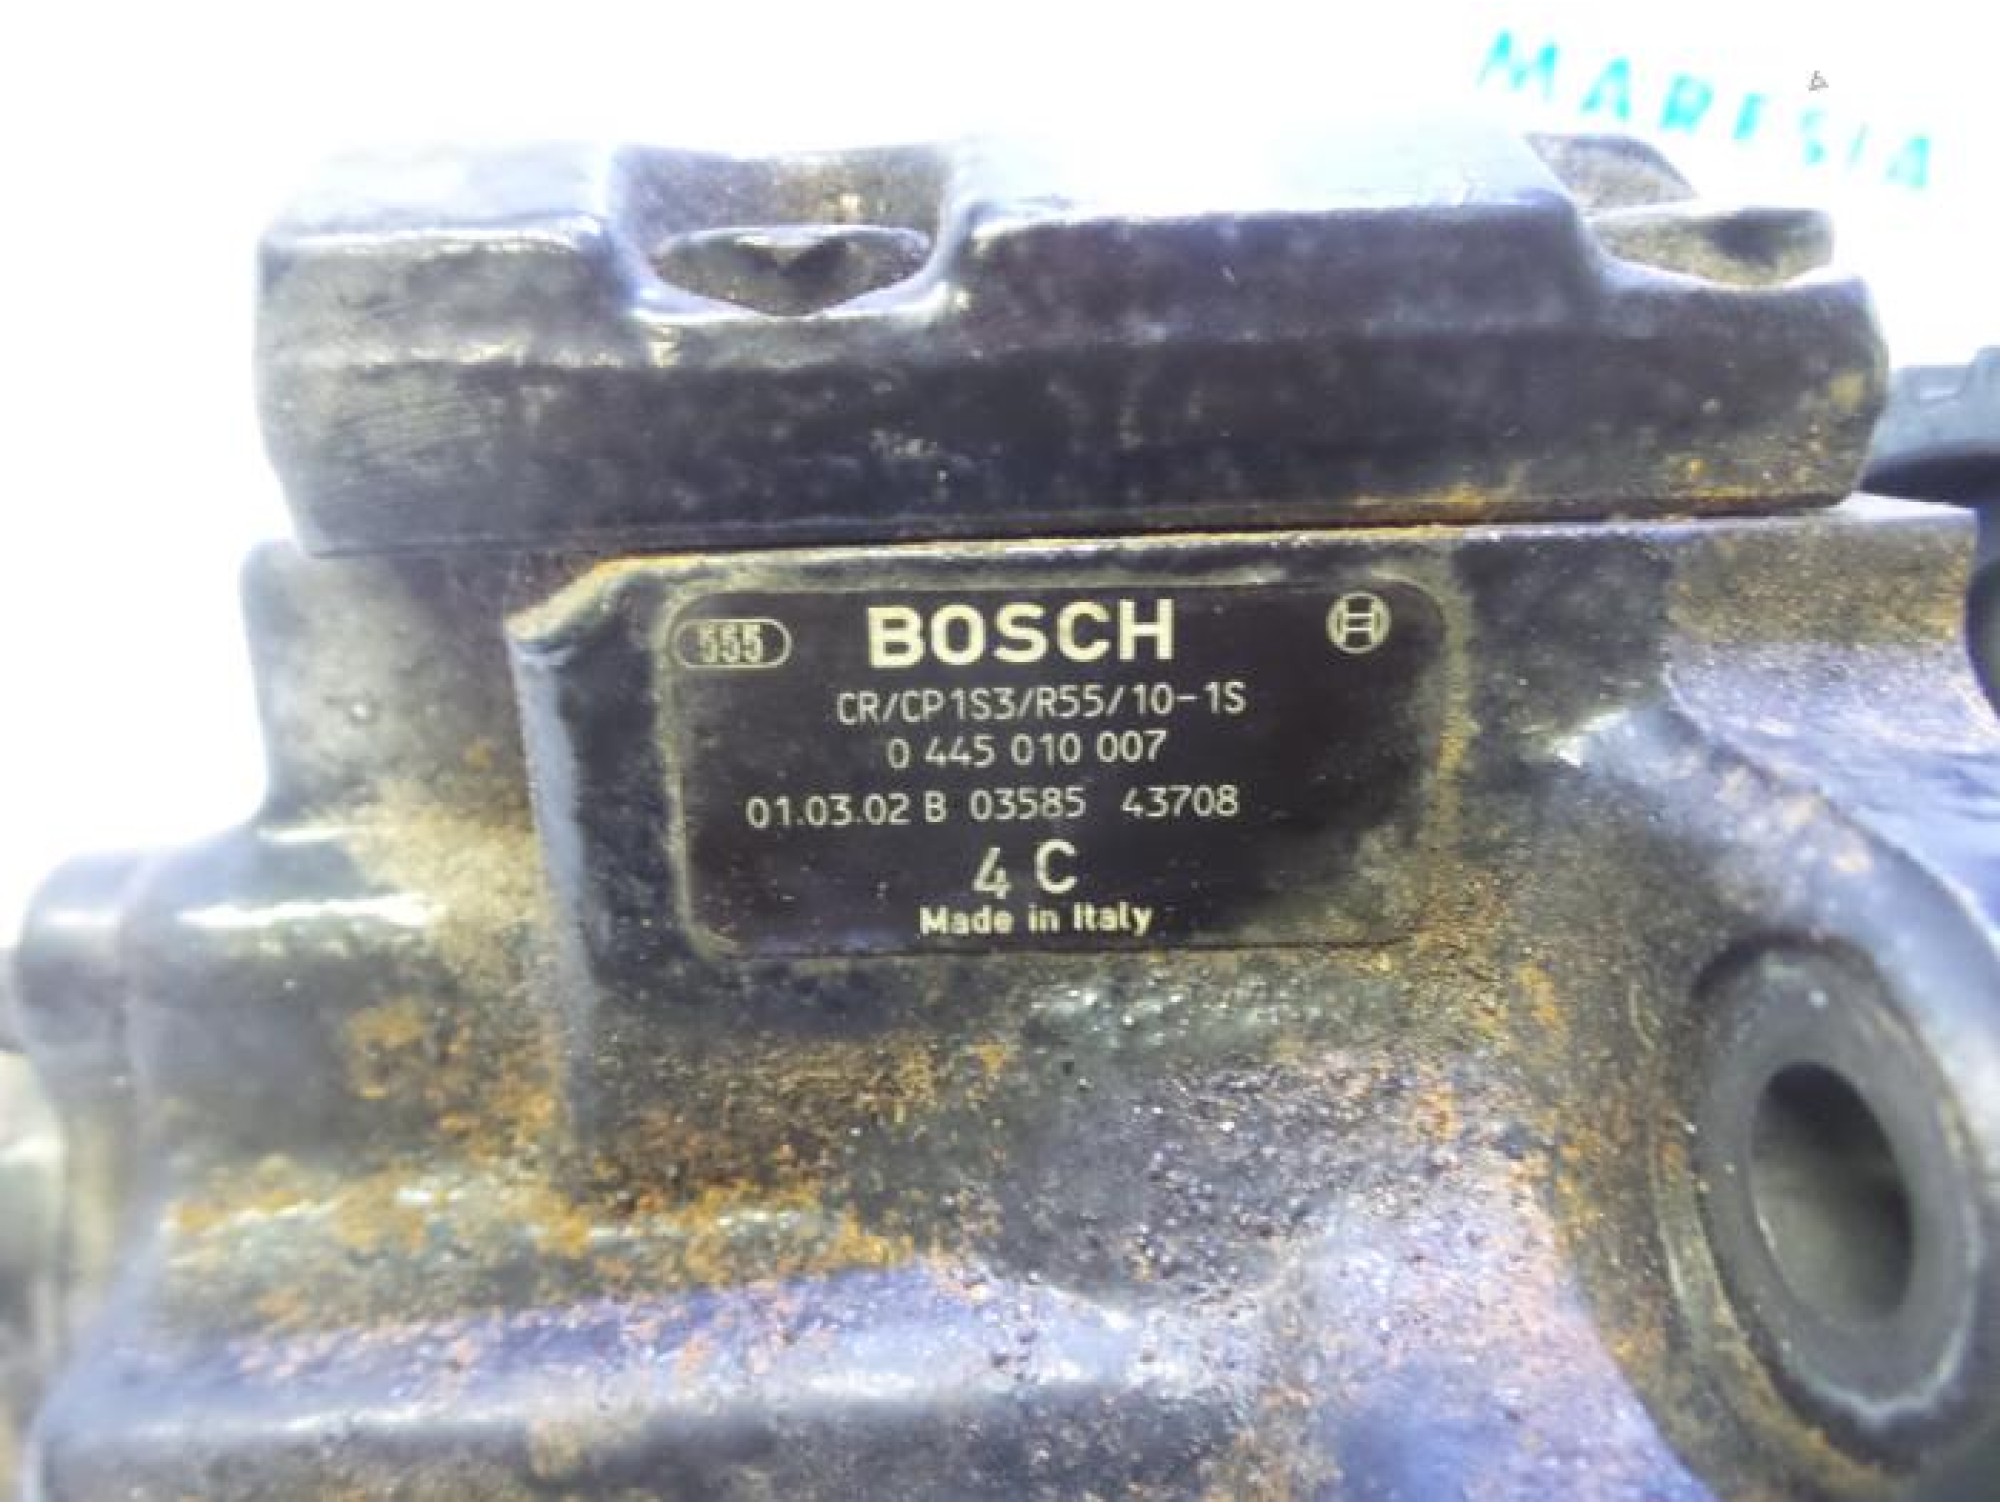 MARESIA
555 BOSCH
CR/CP1S3/R55/10-1S
0 445 010 007
01.03.02 B 03585 43708
4 C
Made in Italy